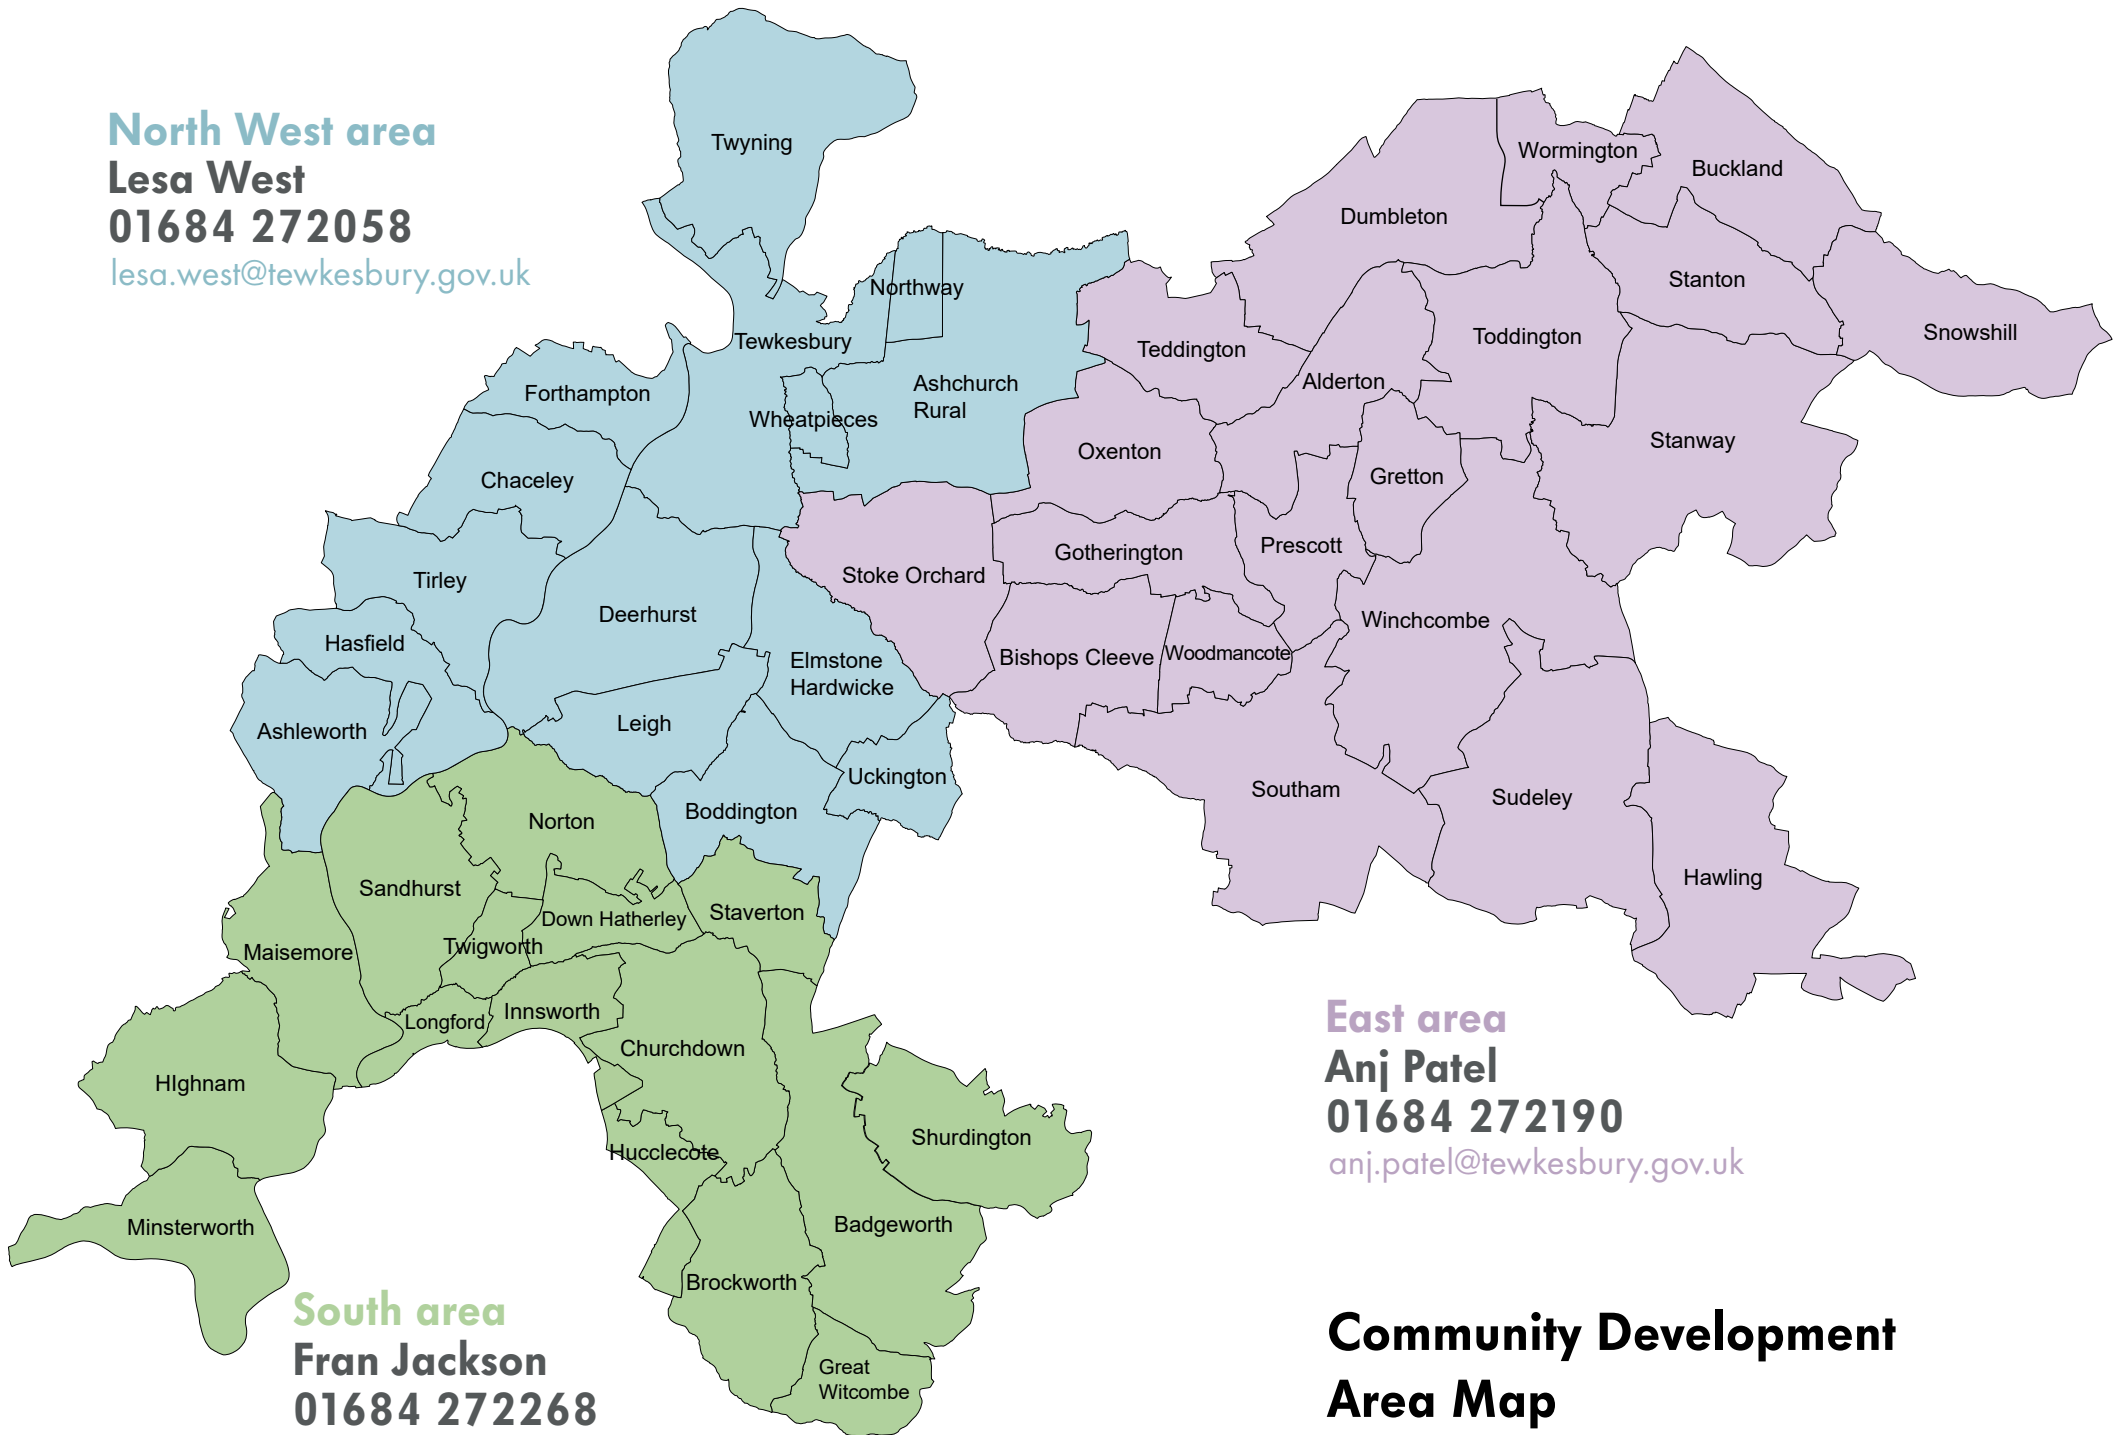 North West area
Lesa West
01684 272058
lesa.west@tewkesbury.gov.uk
Twyning
Northway
Tewkesbury
Forthampton
Wheatpieces
Ashchurch
Rural
Chaceley
Tirley
Deerhurst
Hasfield
Elmstone
Hardwicke
Ashleworth
Leigh
Uckington
Boddington
Wormington
Buckland
Dumbleton
Stanton
Snowshill
Toddington
Teddington
Alderton
Stanway
Oxenton
Gretton
Prescott
Gotherington
Stoke Orchard
Winchcombe
Bishops Cleeve
Woodmancote
Southam
Sudeley
Hawling
Norton
Sandhurst
Down Hatherley
Staverton
Twigworth
Maisemore
Innsworth
Longford
Churchdown
HIghnam
Hucclecote
Shurdington
Minsterworth
Badgeworth
Brockworth
Great
Witcombe
East area
Anj Patel
01684 272190
anj.patel@tewkesbury.gov.uk
South area
Fran Jackson
01684 272268
Community Development
Area Map